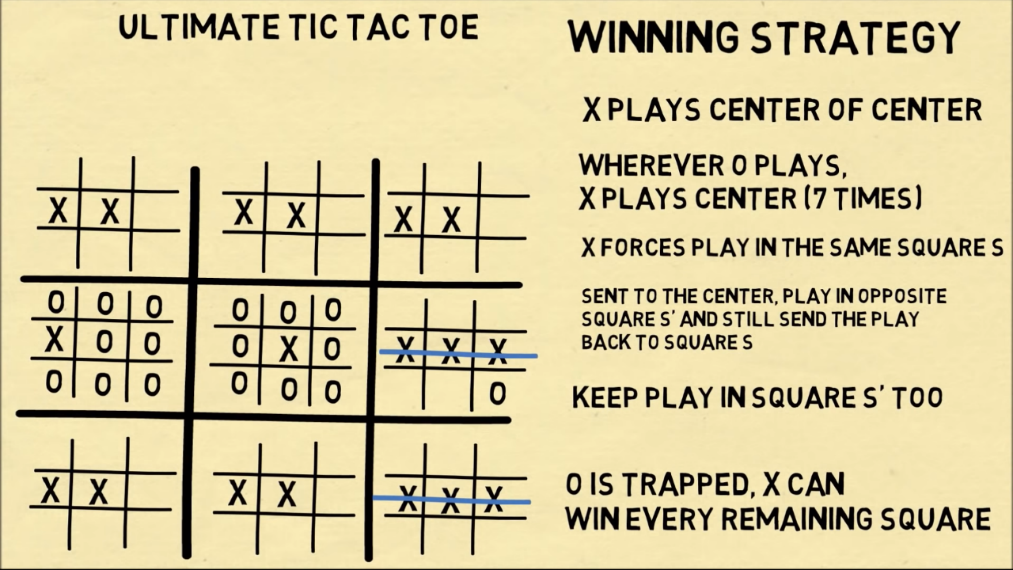 ULTIMATE TIC TAC TOE
WINNING STRATEGY
X PLAYS CENTER OF CENTER
WHEREVER O PLAYS,
X PLAYS CENTER (7 TIMES)
X FORCES PLAY IN THE SAME SQUARE S
SENT TO THE CENTER, PLAY IN OPPOSITE
SQUARE S' AND STILL SEND THE PLAY
BACK TO SQUARE S
KEEP PLAY IN SQUARE S' TOO
O IS TRAPPED, X CAN
WIN EVERY REMAINING SQUARE
X X
X X
X X
O O O
X O O
O O O
O O O
O X O
O O O
X X X
O
X X
X X
X X X